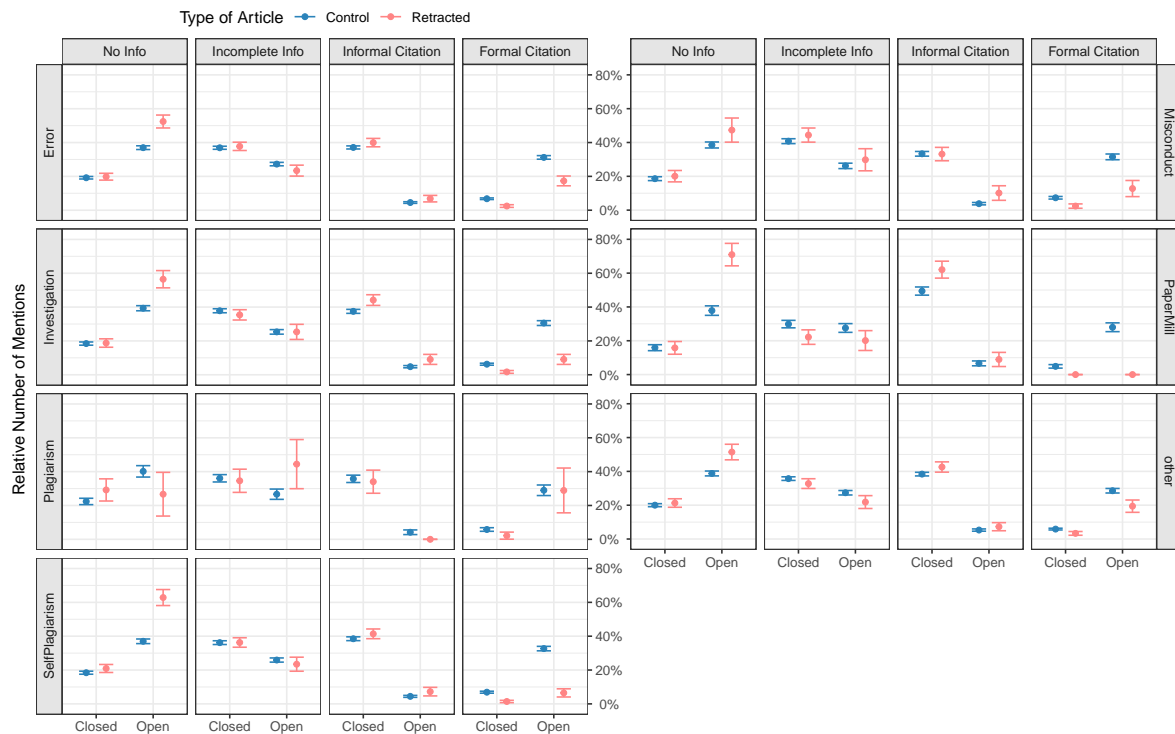 Type of Article Control Retracted
No Info Incomplete Info Informal Citation Formal Citation No Info Incomplete Info Informal Citation Formal Citation
Relative Number of Mentions
Error
80%
60%
40%
20%
0%
Misconduct
Investigation
80%
60%
40%
20%
0%
PaperMill
Plagiarism
80%
60%
40%
20%
0%
other
Closed Open Closed Open Closed Open Closed Open
SelfPlagiarism
80%
60%
40%
20%
0%
Closed Open Closed Open Closed Open Closed Open